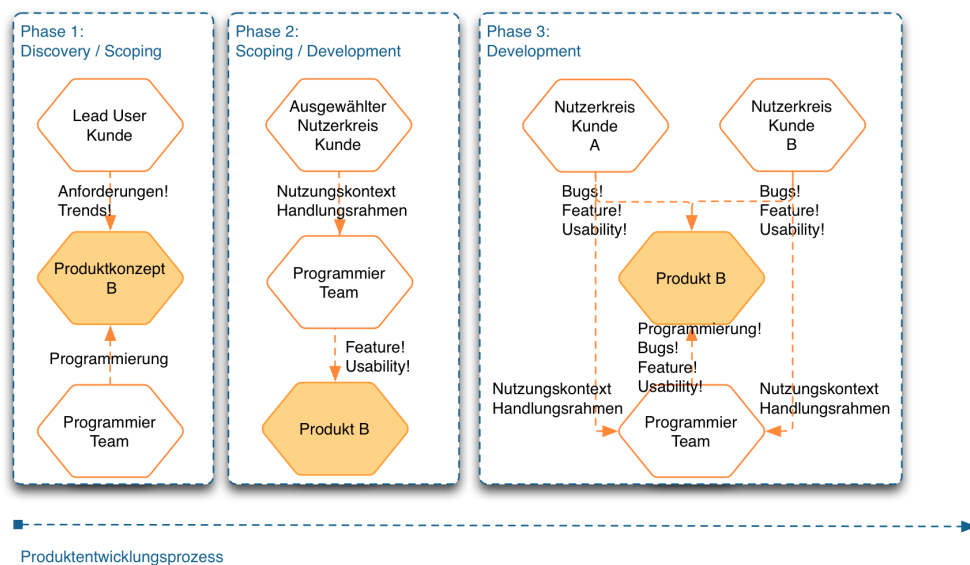 Phase 1:
Discovery / Scoping
Lead User
Kunde
Anforderungen!
Trends!
Produktkonzept
B
Programmierung
Programmier
Team
Phase 2:
Scoping / Development
Ausgewählter
Nutzerkreis
Kunde
Nutzungskontext
Handlungsrahmen
Programmier
Team
Feature!
Usability!
Produkt B
Phase 3:
Development
Nutzerkreis
Kunde
A
Nutzerkreis
Kunde
B
Bugs!
Feature!
Usability!
Bugs!
Feature!
Usability!
Produkt B
Programmierung!
Bugs!
Feature!
Usability!
Nutzungskontext
Handlungsrahmen
Nutzungskontext
Handlungsrahmen
Programmier
Team
Produktentwicklungsprozess